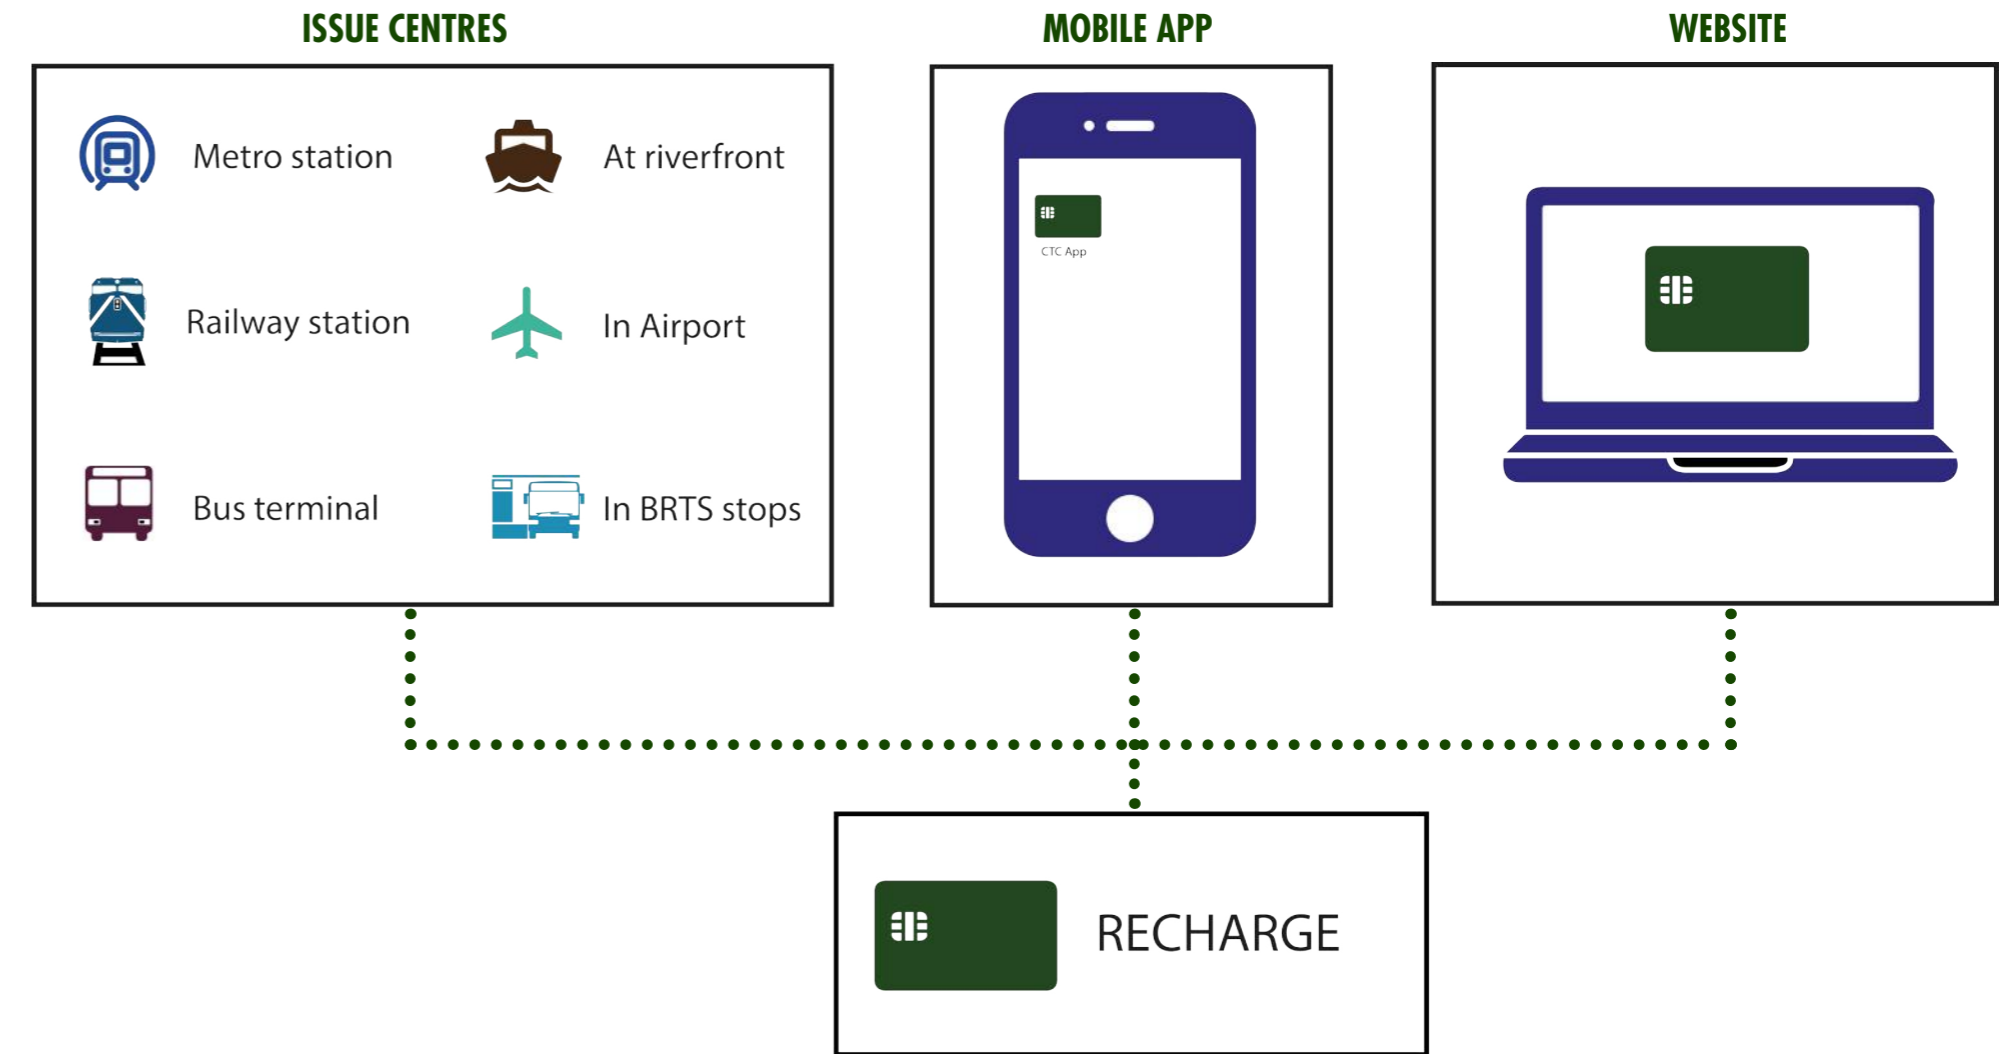 ISSUE CENTRES
Metro station
At riverfront
Railway station
In Airport
Bus terminal
In BRTS stops
MOBILE APP
CTC App
WEBSITE
RECHARGE